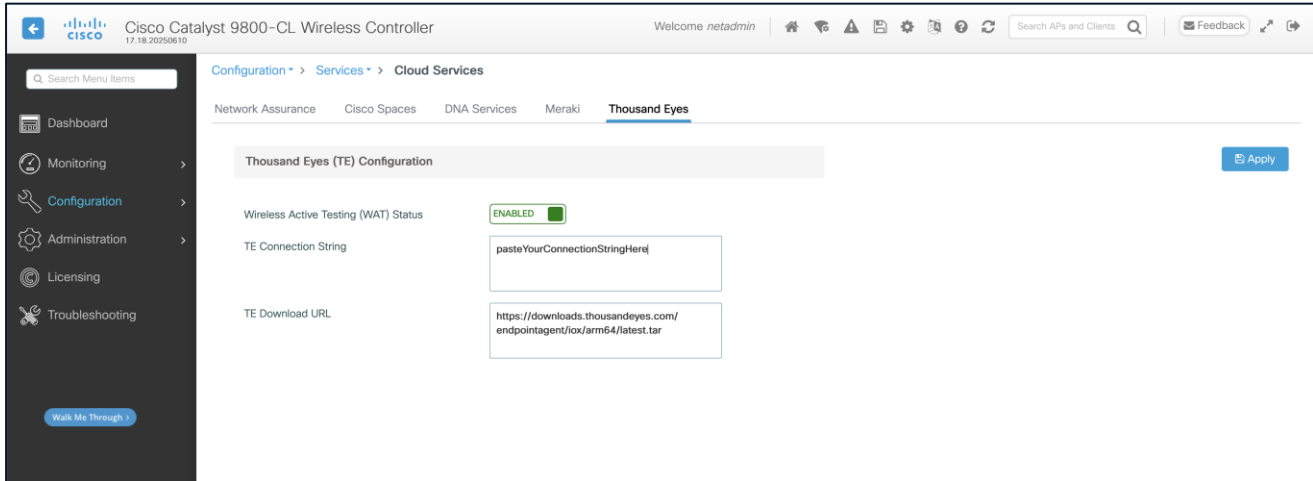 CISCO
Cisco Catalyst 9800-CL Wireless Controller
17.18.20250610
Welcome netadmin
Search APs and Clients
Feedback
Search Menu Items
Dashboard
Monitoring
Configuration
Administration
Licensing
Troubleshooting
Walk Me Through ›
Configuration > Services > Cloud Services
Network Assurance Cisco Spaces DNA Services Meraki Thousand Eyes
Thousand Eyes (TE) Configuration
Apply
Wireless Active Testing (WAT) Status ENABLED
TE Connection String pasteYourConnectionStringHere
TE Download URL https://downloads.thousandeyes.com/
endpointagent/iox/arm64/latest.tar